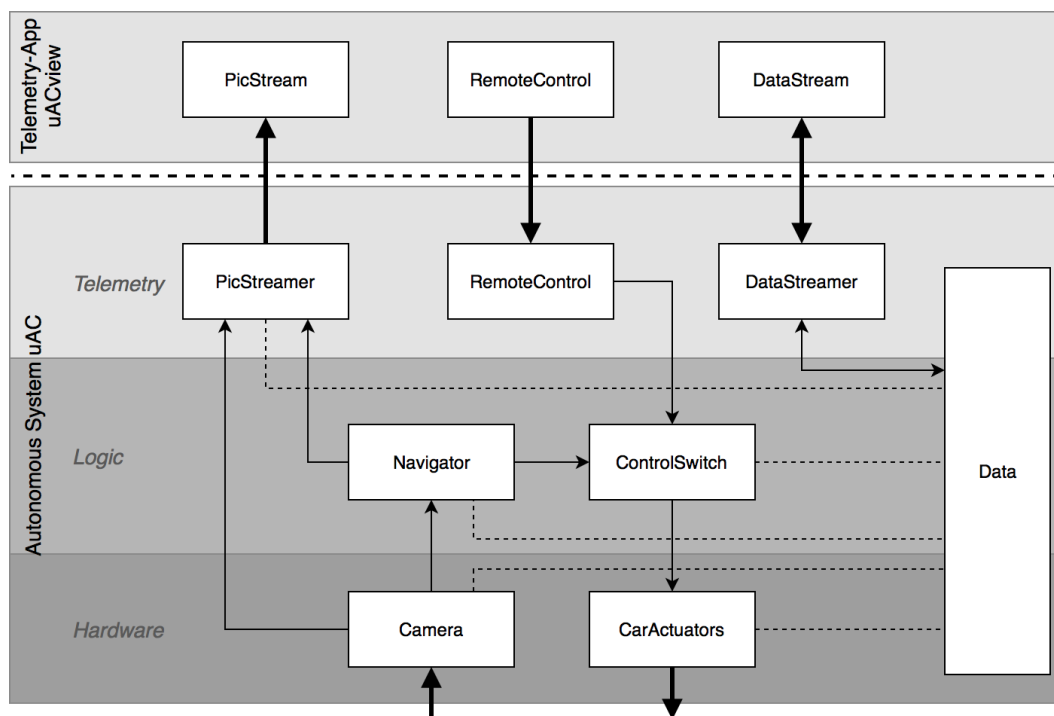 Telemetry-App
uACview
PicStream
RemoteControl
DataStream
Autonomous System uAC
Telemetry
PicStreamer
RemoteControl
DataStreamer
Logic
Navigator
ControlSwitch
Data
Hardware
Camera
CarActuators